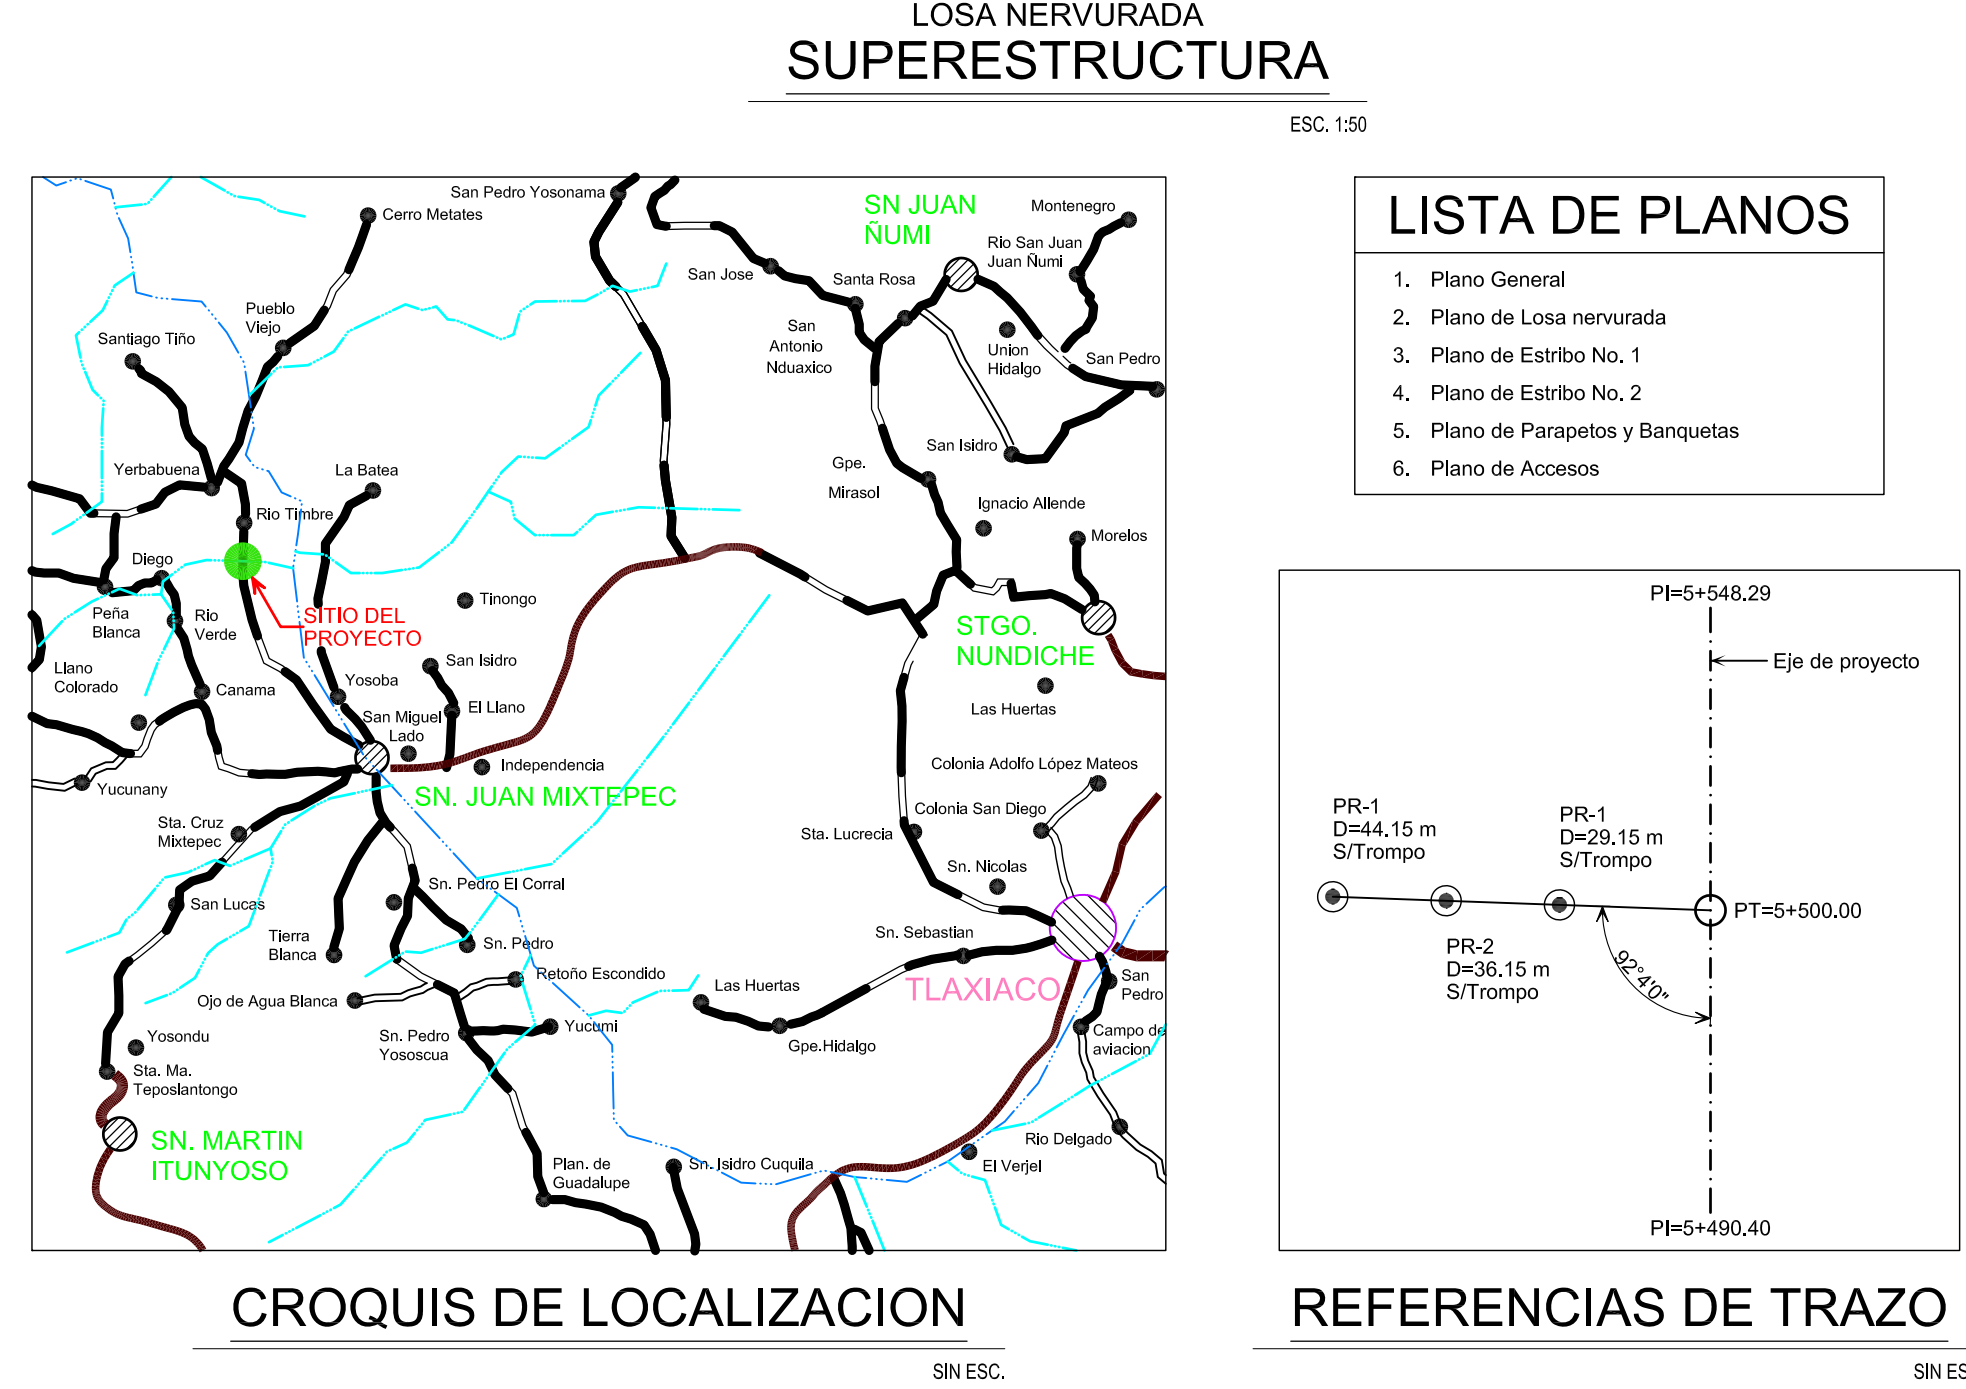 LOSA NERVURADA
SUPERESTRUCTURA
ESC. 1:50
San Pedro Yosonama
Cerro Metates
SN JUAN
ÑUMI
Montenegro
Rio San Juan
Juan Ñumi
San Jose
Santa Rosa
Pueblo
Viejo
Santiago Tiño
San
Antonio
Nduaxico
Union
Hidalgo
San Pedro
San Isidro
Yerbabuena
La Batea
Gpe.
Mirasol
Ignacio Allende
Rio Timbre
Morelos
Diego
Tinongo
Peña
Blanca
Rio
Verde
SITIO DEL
PROYECTO
STGO.
NUNDICHE
San Isidro
Llano
Colorado
Canama
Yosoba
El Llano
San Miguel
Lado
Las Huertas
Independencia
Colonia Adolfo López Mateos
Yucunany
SN. JUAN MIXTEPEC
Colonia San Diego
Sta. Cruz
Mixtepec
Sta. Lucrecia
Sn. Nicolas
Sn. Pedro El Corral
San Lucas
Tierra
Blanca
Sn. Pedro
Sn. Sebastian
Retoño Escondido
Las Huertas
TLAXIACO
San
Pedro
Ojo de Agua Blanca
Yosondu
Sn. Pedro
Yososcua
Yucumi
Gpe.Hidalgo
Campo de
aviacion
Sta. Ma.
Teposlantongo
SN. MARTIN
ITUNYOSO
Rio Delgado
Plan. de
Guadalupe
Sn. Isidro Cuquila
El Verjel
CROQUIS DE LOCALIZACION
SIN ESC.
LISTA DE PLANOS
1. Plano General
2. Plano de Losa nervurada
3. Plano de Estribo No. 1
4. Plano de Estribo No. 2
5. Plano de Parapetos y Banquetas
6. Plano de Accesos
PI=5+548.29
Eje de proyecto
PR-1
D=44.15 m
S/Trompo
PR-1
D=29.15 m
S/Trompo
PT=5+500.00
PR-2
D=36.15 m
S/Trompo
92°4'0"
PI=5+490.40
REFERENCIAS DE TRAZO
SIN ES